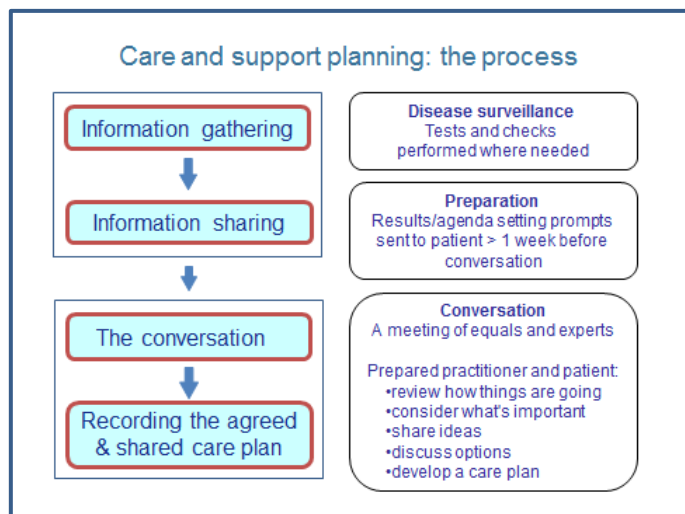 Care and support planning: the process
Information gathering
Information sharing
The conversation
Recording the agreed
& shared care plan
Disease surveillance
Tests and checks
performed where needed
Preparation
Results/agenda setting prompts
sent to patient > 1 week before
conversation
Conversation
A meeting of equals and experts
Prepared practitioner and patient:
•review how things are going
•consider what's important
•share ideas
•discuss options
•develop a care plan